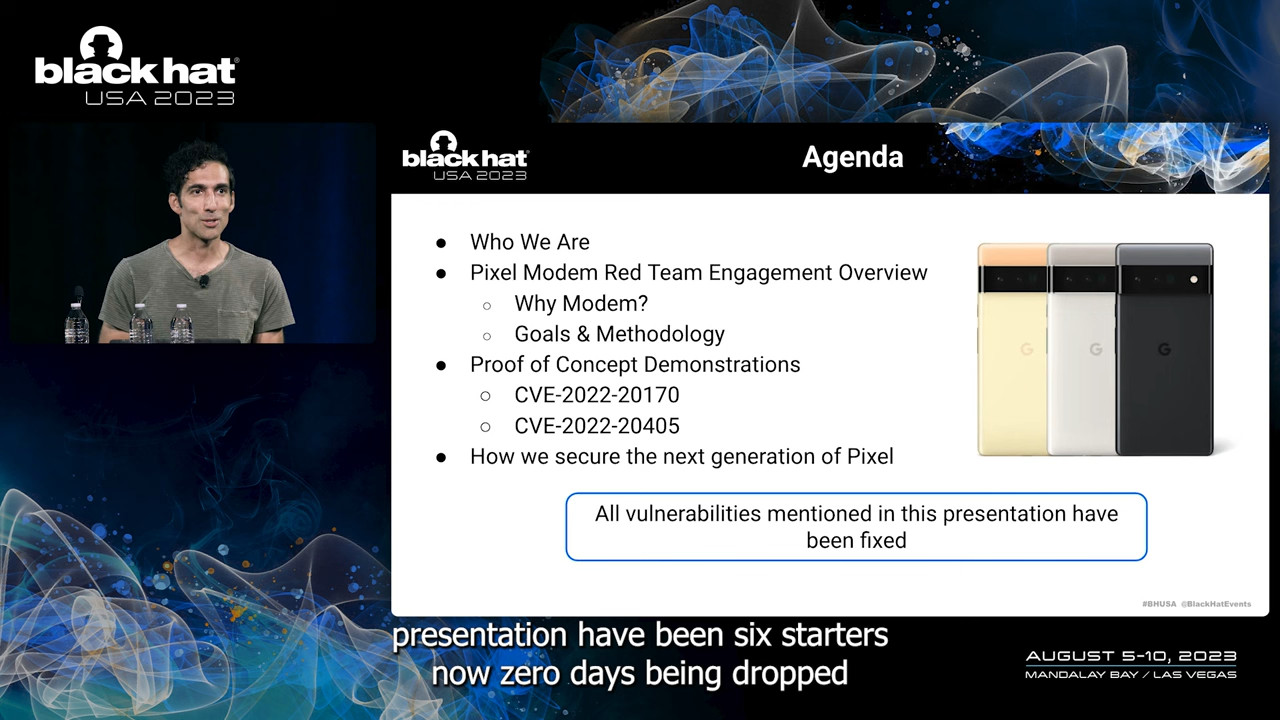 black hat
USA 2023
black hat
USA 2023
Agenda
● Who We Are
● Pixel Modem Red Team Engagement Overview
○ Why Modem?
○ Goals & Methodology
● Proof of Concept Demonstrations
○ CVE-2022-20170
○ CVE-2022-20405
● How we secure the next generation of Pixel
All vulnerabilities mentioned in this presentation have
been fixed
#BHUSA @BlackHatEvents
presentation have been six starters
now zero days being dropped
AUGUST 5-10, 2023
MANDALAY BAY / LAS VEGAS